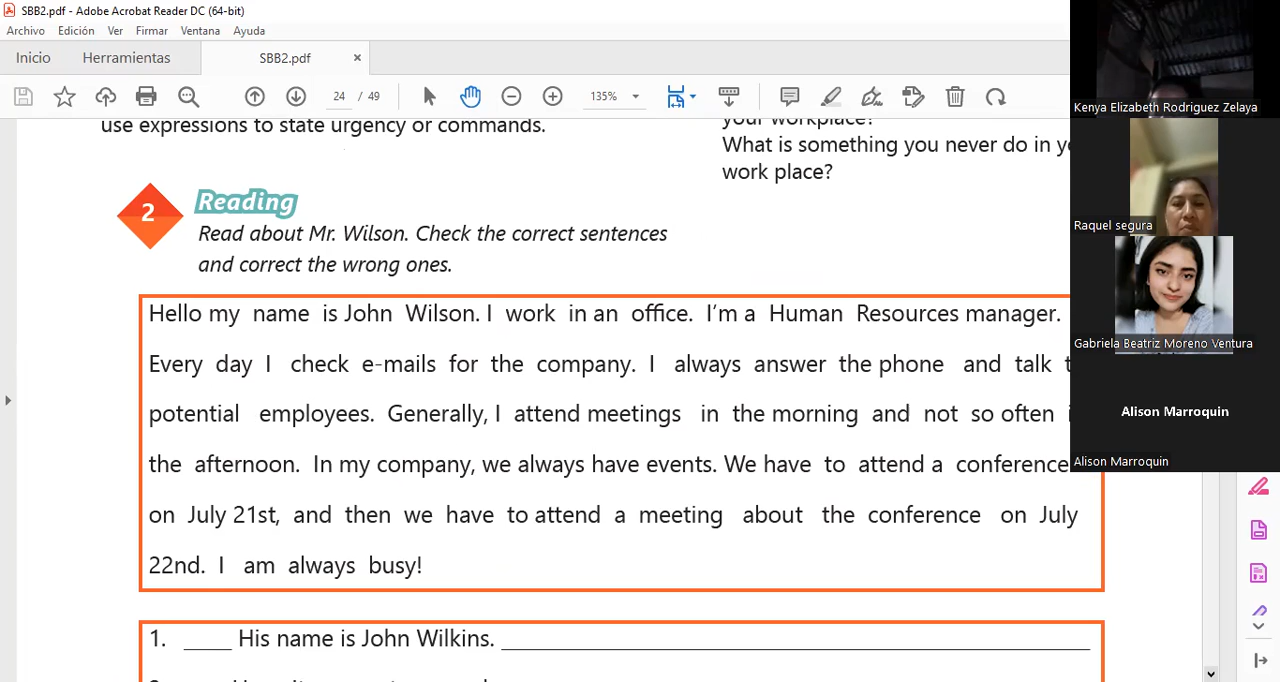 SBB2.pdf - Adobe Acrobat Reader DC (64-bit)
Archivo Edición Ver Firmar Ventana Ayuda
Inicio Herramientas SBB2.pdf ×
24 / 49 135%
use expressions to state urgency or commands.
your workplace?
What is something you never do in
work place?
2
Reading
Read about Mr. Wilson. Check the correct sentences
and correct the wrong ones.
Hello my name is John Wilson. I work in an office. I'm a Human Resources manager.
Every day I check e-mails for the company. I always answer the phone and talk
potential employees. Generally, I attend meetings in the morning and not so often
the afternoon. In my company, we always have events. We have to attend a conference
on July 21st, and then we have to attend a meeting about the conference on July
22nd. I am always busy!
1. ____ His name is John Wilkins. ____
Kenya Elizabeth Rodriguez Zelaya
Raquel segura
Gabriela Beatriz Moreno Ventura
Alison Marroquin
Alison Marroquin